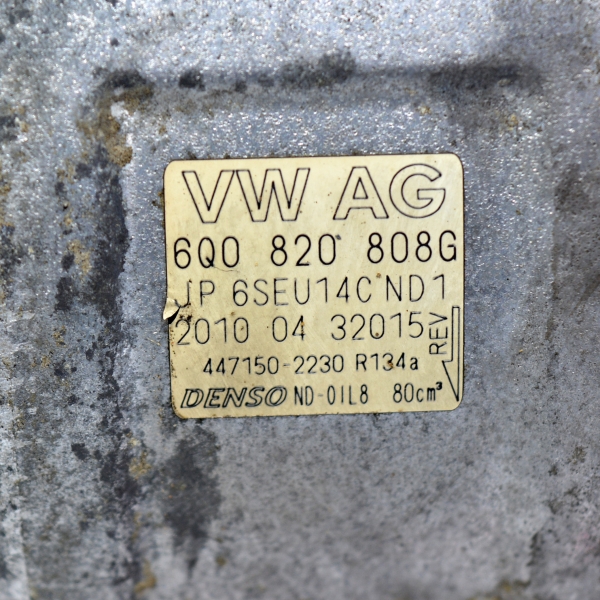 VW AG
6Q0 820 808G
JP 6SEU14C ND1
2010 04 32015
REV
447150-2230 R134a
DENSO ND-OIL8 80cm³